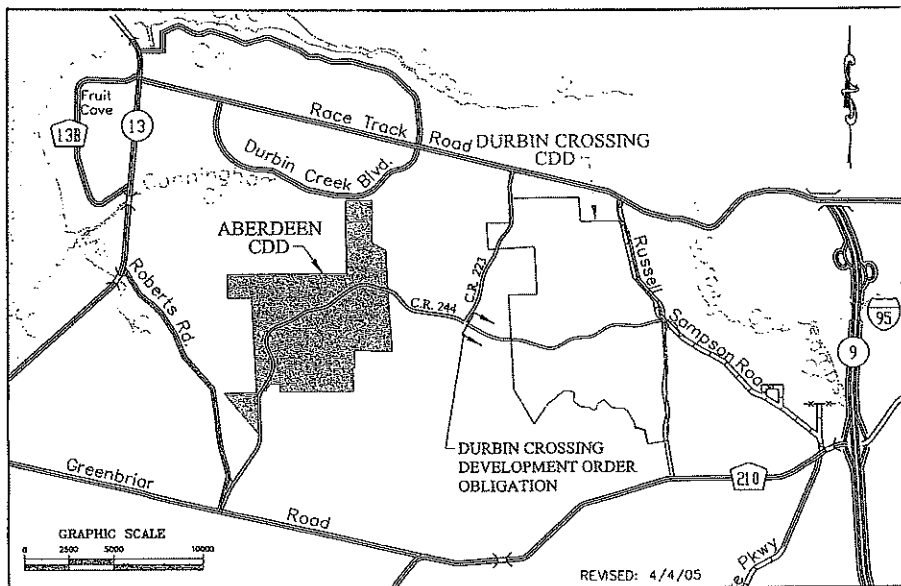 Fruit
Cave
13B
13
Race Track Road
DURBIN CROSSING
CDD
Durbin Creek Blvd.
Cunningham
ABERDEEN
CDD
C.R. 223
C.R. 244
Roberts Rd.
Russell Sampson Road
95
9
DURBIN CROSSING
DEVELOPMENT ORDER
OBLIGATION
210
Greenbriar Road
GRAPHIC SCALE
0 2500 5000 10000
Pkwy
REVISED: 4/4/05